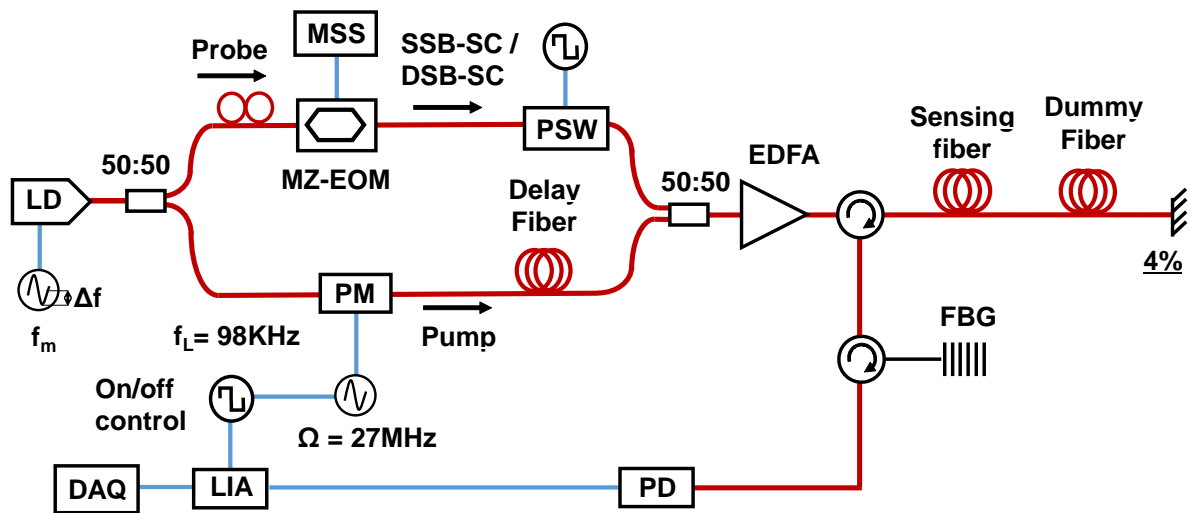 MSS
Probe
SSB-SC /
DSB-SC
PSW
MZ-EOM
50:50
LD
Δf
fm
Delay
Fiber
50:50
EDFA
Sensing
fiber
Dummy
Fiber
4%
PM
Pump
fL= 98KHz
On/off
control
Ω = 27MHz
FBG
DAQ
LIA
PD